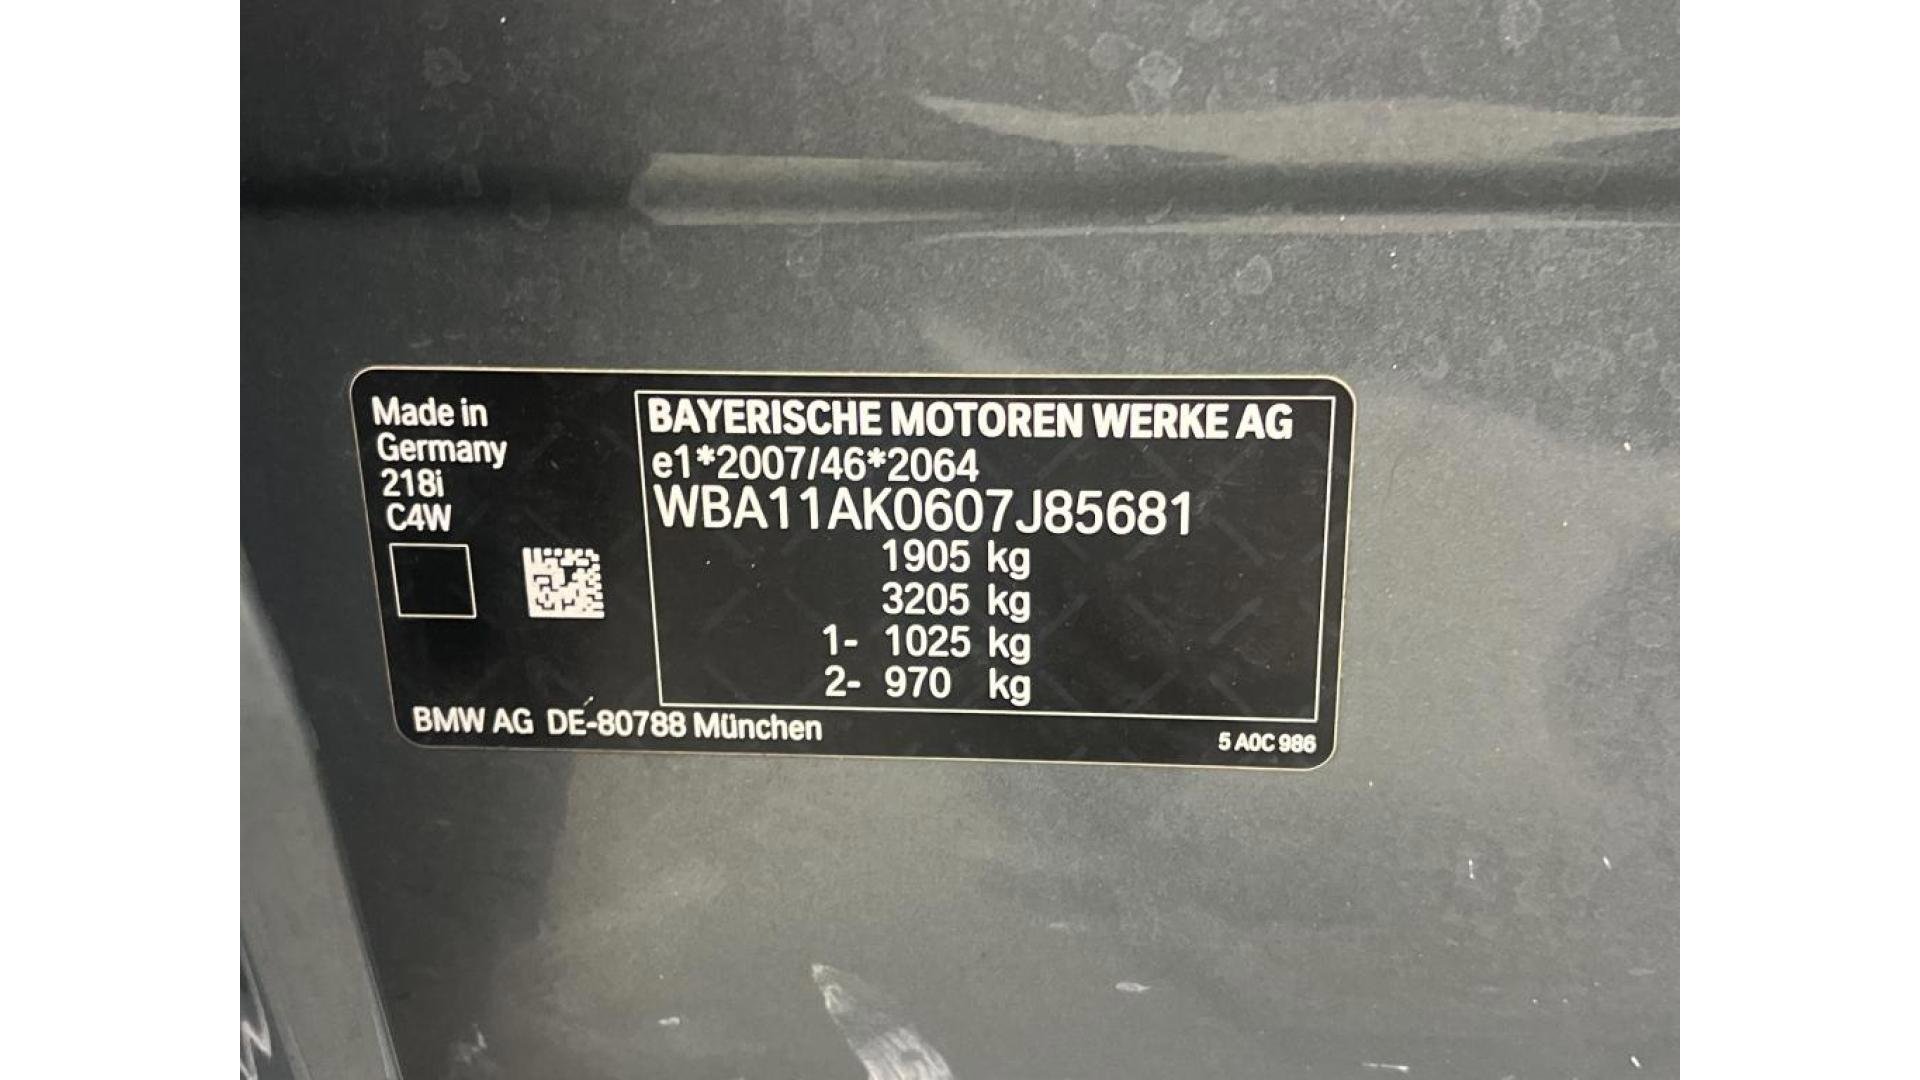 Made in
Germany
218i
C4W
BAYERISCHE MOTOREN WERKE AG
e1*2007/46*2064
WBA11AK0607J85681
1905 kg
3205 kg
1- 1025 kg
2- 970 kg
BMW AG DE-80788 München
5 A0C 986